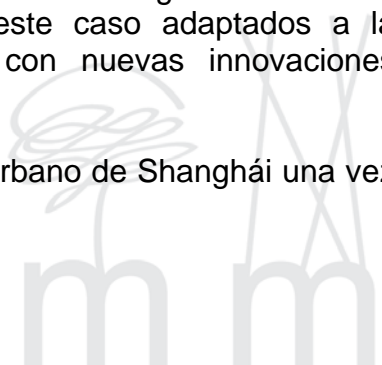 este caso adaptados a la
con nuevas innovaciones
rbano de Shanghái una vez
m m